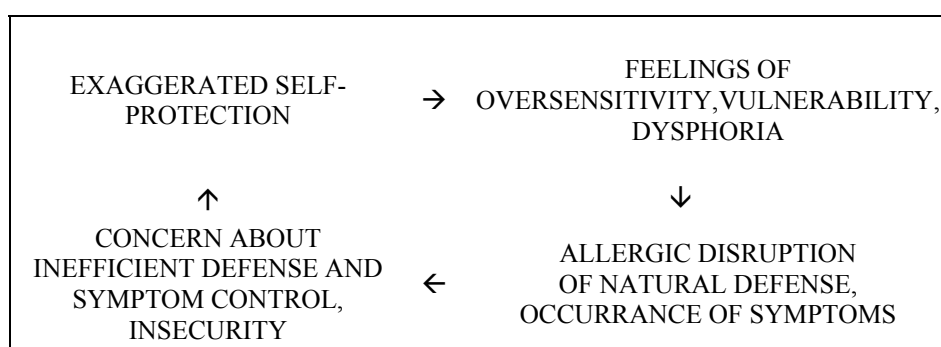 EXAGGERATED SELF-
PROTECTION
→
FEELINGS OF
OVERSENSITIVITY,VULNERABILITY,
DYSPHORIA
↑
↓
CONCERN ABOUT
INEFFICIENT DEFENSE AND
SYMPTOM CONTROL,
INSECURITY
←
ALLERGIC DISRUPTION
OF NATURAL DEFENSE,
OCCURRANCE OF SYMPTOMS